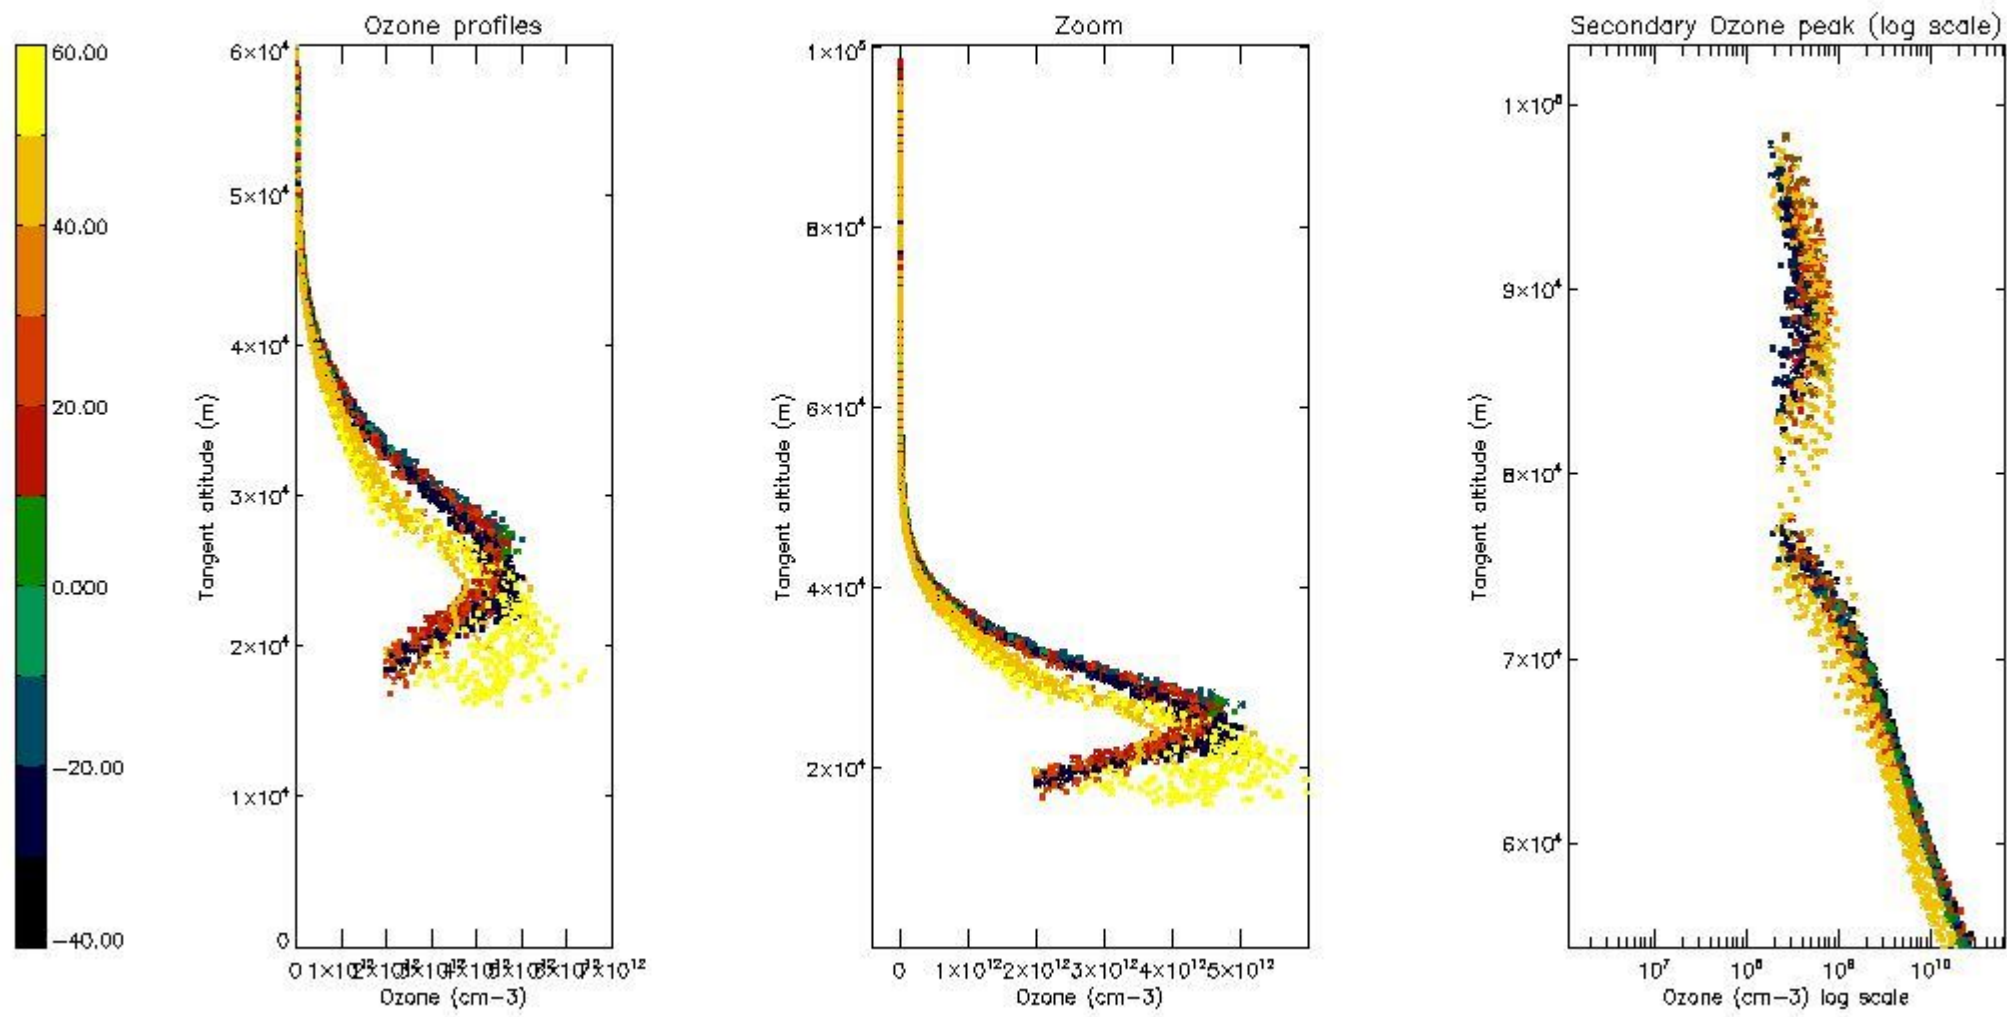 Ozone profiles
Zoom
Secondary Ozone peak (log scale)
60.00
40.00
20.00
0.000
-20.00
-40.00
6×10⁴
5×10⁴
4×10⁴
3×10⁴
2×10⁴
1×10⁴
0
Tangent altitude (m)
0
Ozone (cm-3)
1×10⁵
8×10⁴
6×10⁴
4×10⁴
2×10⁴
Tangent altitude (m)
0 1×10¹² 2×10¹² 3×10¹² 4×10¹² 5×10¹²
Ozone (cm-3)
9×10⁴
8×10⁴
7×10⁴
6×10⁴
Tangent altitude (m)
10⁷ 10⁹ 10¹⁰
Ozone (cm-3) log scale